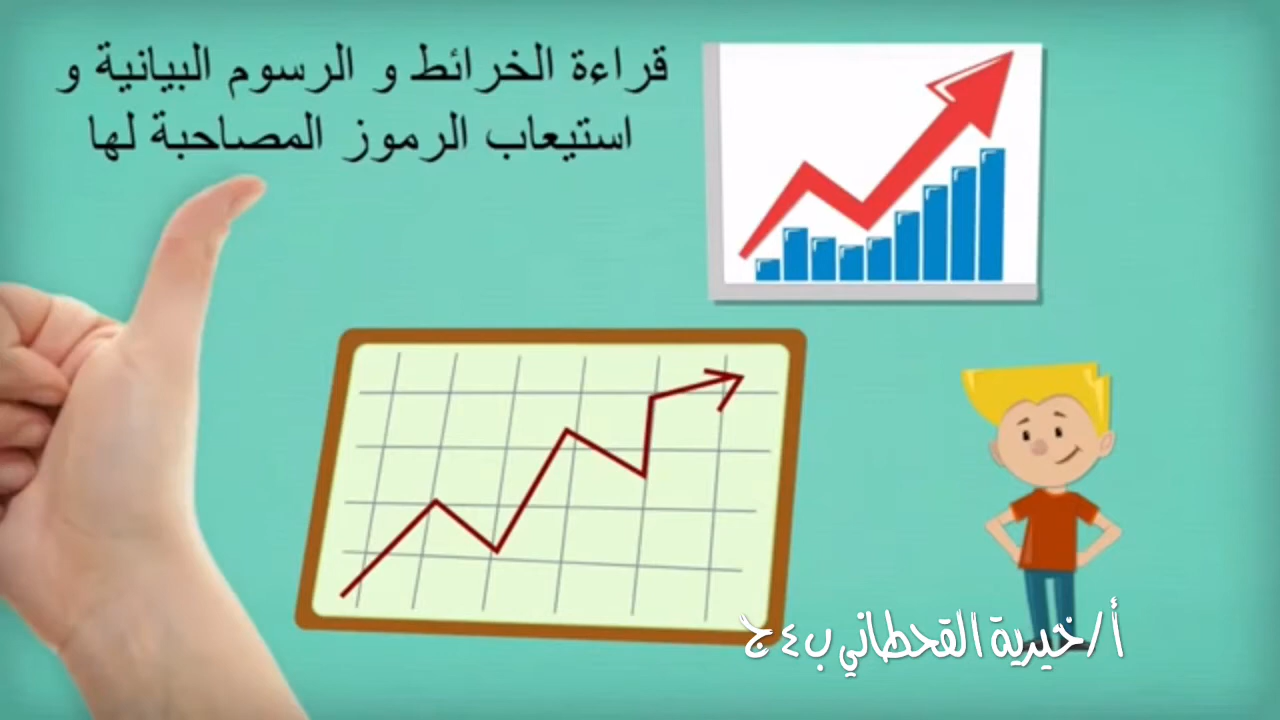 قراءة الخرائط و الرسوم البيانية و
استيعاب الرموز المصاحبة لها
أ/خيرية القحطاني ب٤ج